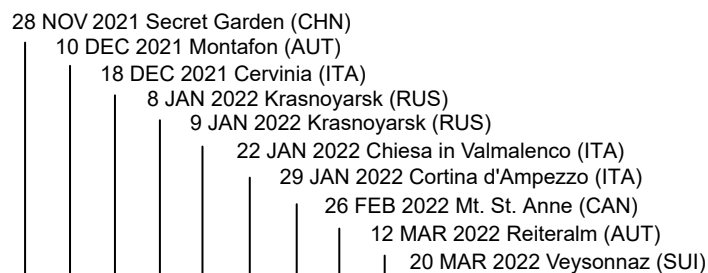 28 NOV 2021 Secret Garden (CHN)
10 DEC 2021 Montafon (AUT)
18 DEC 2021 Cervinia (ITA)
8 JAN 2022 Krasnoyarsk (RUS)
9 JAN 2022 Krasnoyarsk (RUS)
22 JAN 2022 Chiesa in Valmalenco (ITA)
29 JAN 2022 Cortina d'Ampezzo (ITA)
26 FEB 2022 Mt. St. Anne (CAN)
12 MAR 2022 Reiteralm (AUT)
20 MAR 2022 Veysonnaz (SUI)